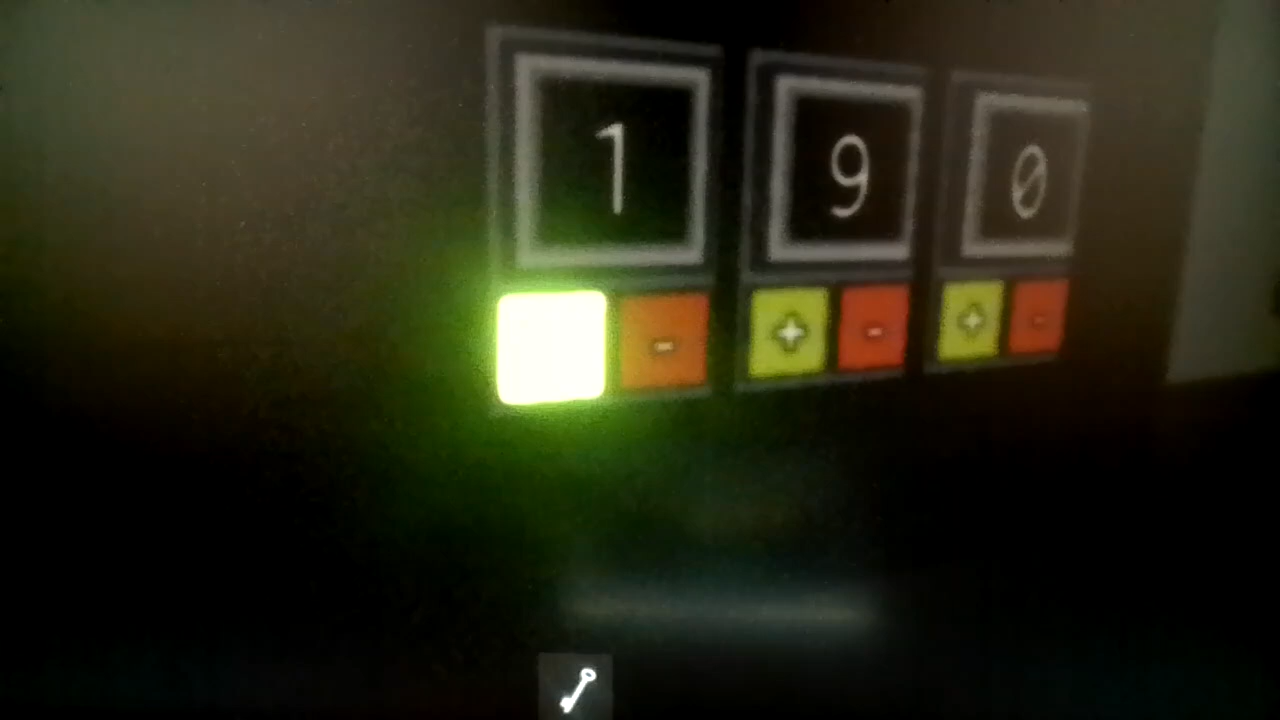 1 9 0
- + - + -